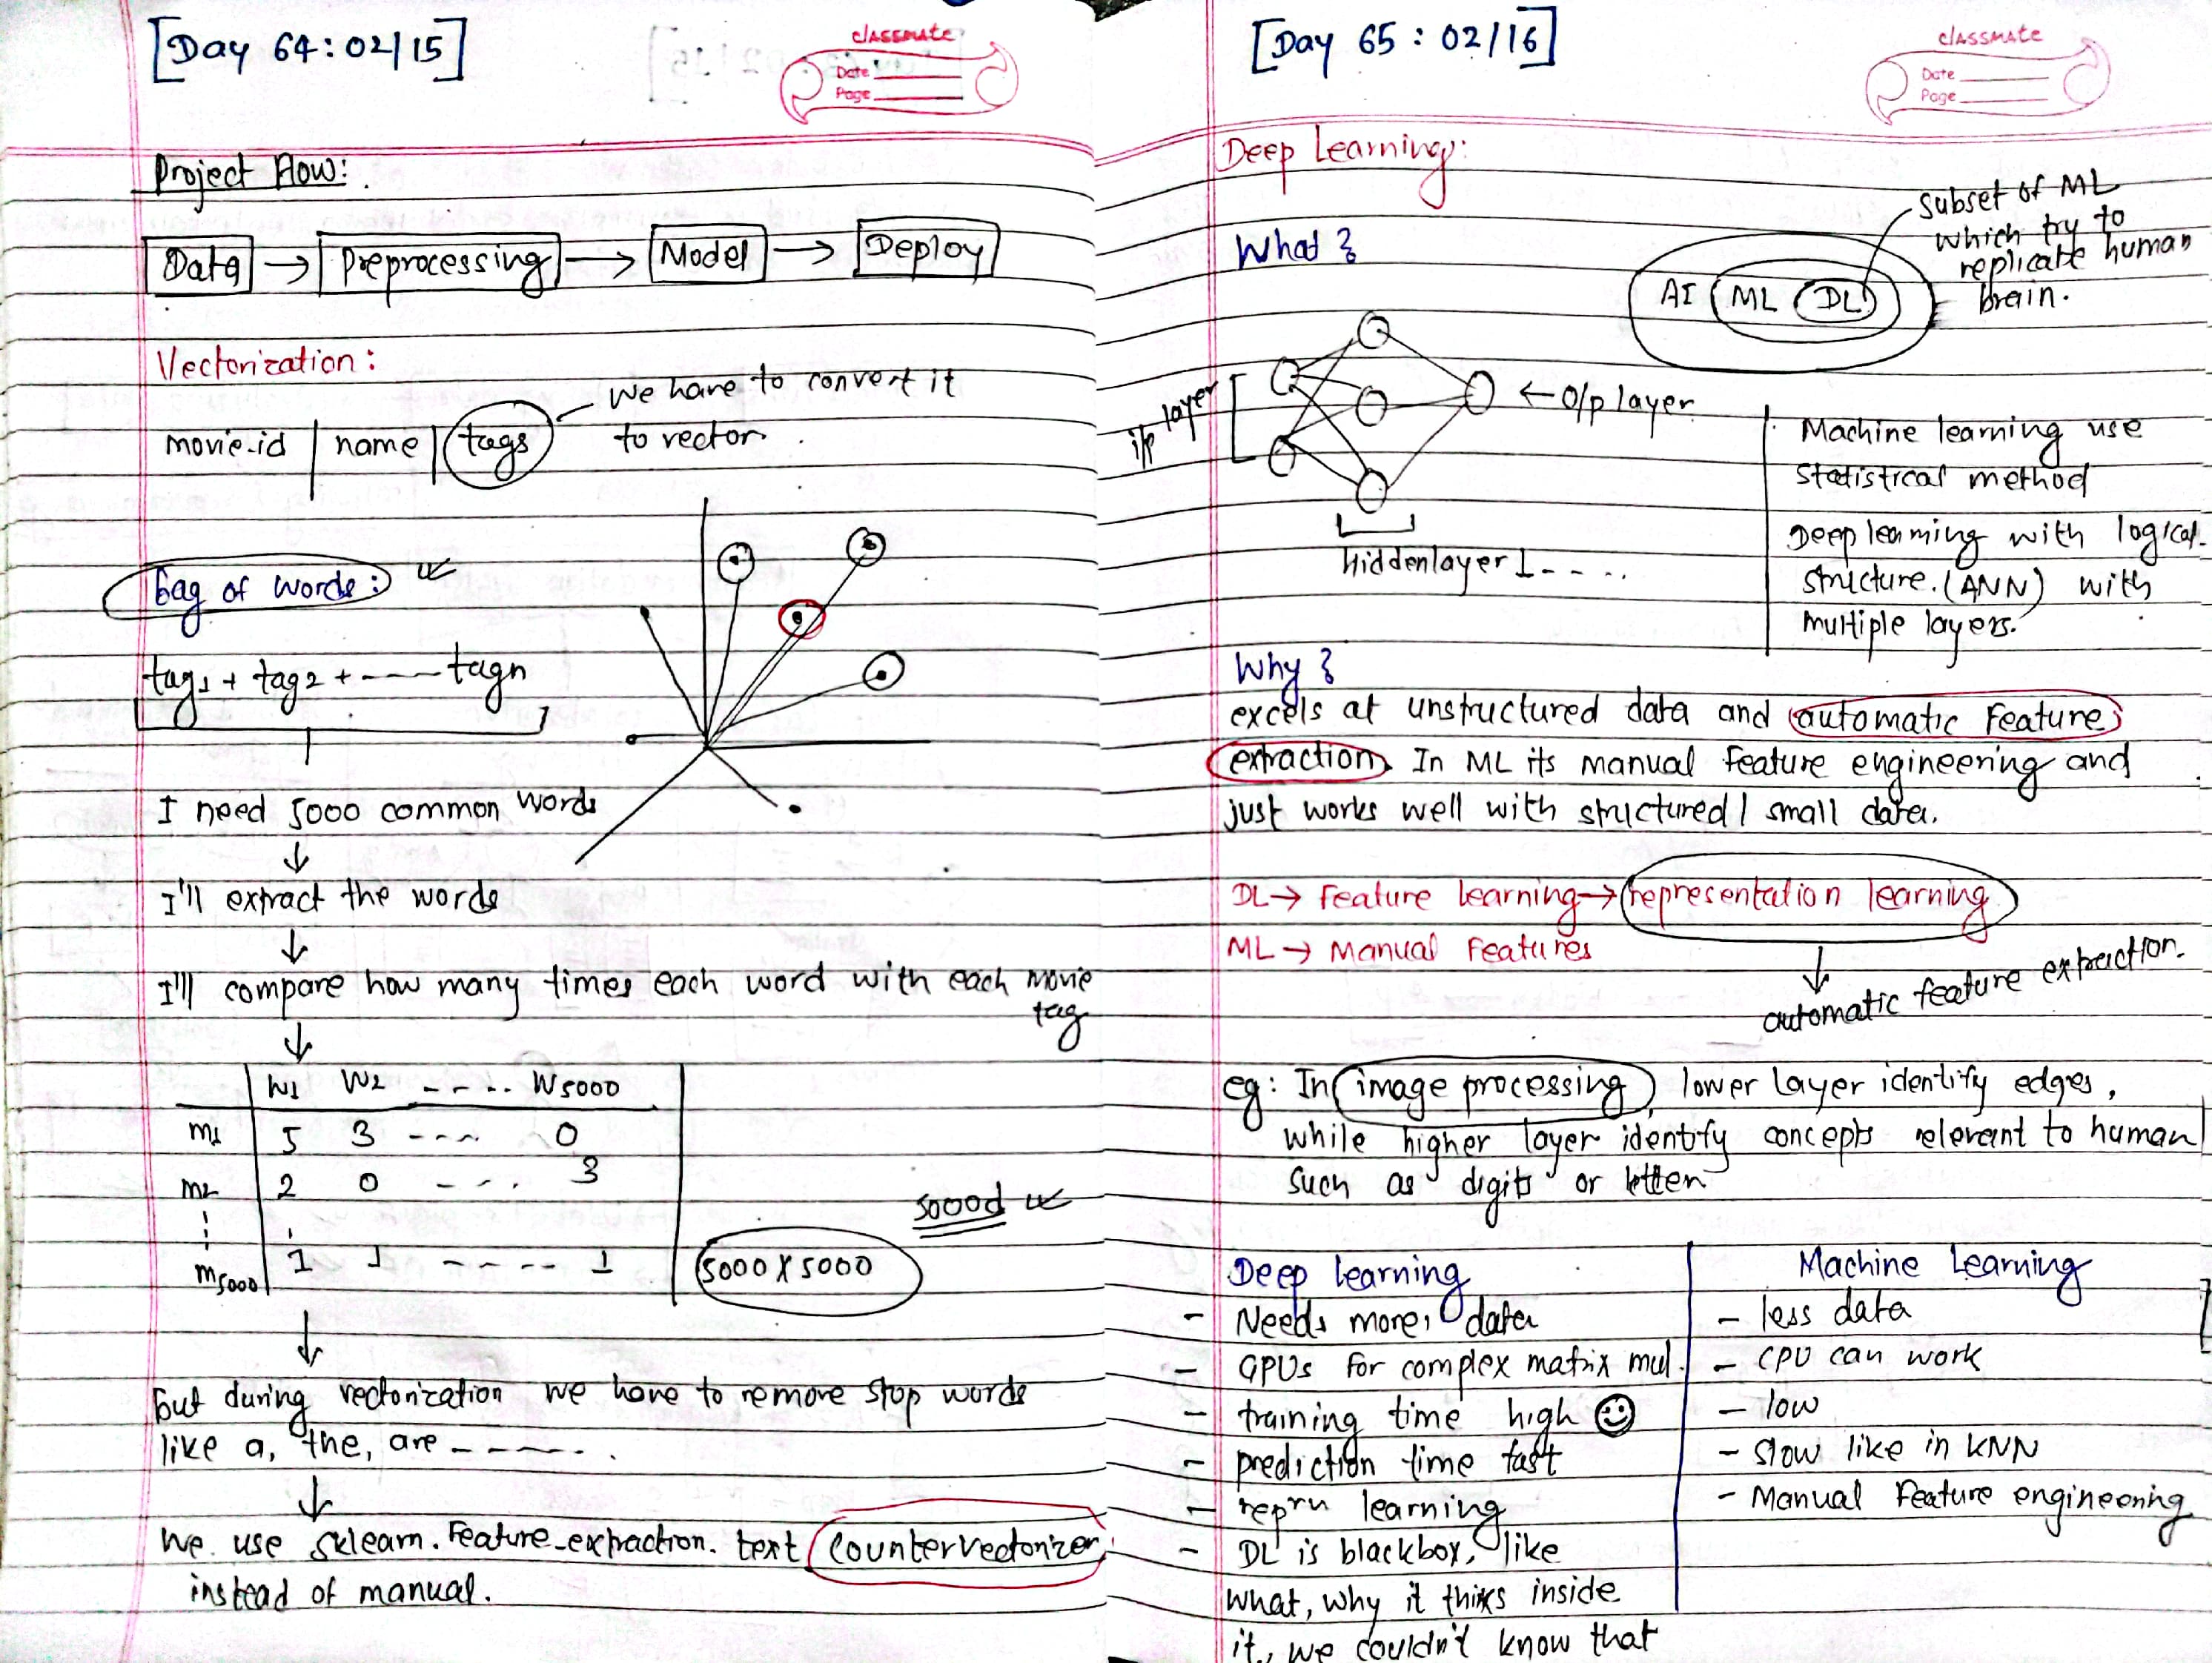 [Day 64: 02/15]
classmate
Date
Page
Project Flow:
Data → Preprocessing → Model → Deploy
Vectorization:
we have to convert it
to vector.
movie-id | name | tags
bag of words:
tag1 + tag2 + ---- tagn
I need 5000 common words
↓
I'll extract the words
↓
I'll compare how many times each word with each movie
tag
↓
W1 W2 ----. W5000
m1 5 3 ---- 0
m2 2 0 ---. 3
m5000 1 1 ----- 1
5000d
5000 X 5000
↓
but during vectorization we have to remove stop words
like a, the, are -----.
↓
We use sklearn.feature_extraction.text Countervectorizer
instead of manual.
[Day 65: 02/16]
classmate
Date
Page
Deep Learning:
What?
Subset of ML
which try to
replicate human
brain.
AI ML DL
i/p layer
← O/p layer
Hidden layer 1-----
Machine learning use
Statistical method
Deep learning with logical
structure.(ANN) with
multiple layers.
Why?
excels at unstructured data and automatic Feature
extraction. In ML its manual feature engineering and
just works well with structured / small data.
DL → Feature learning → representation learning
ML → Manual Features
↓
automatic feature extraction.
eg: In image processing, lower layer identify edges,
while higher layer identify concepts relevant to human
Such as digits or letters
Deep learning
- Needs more data
- GPUs for complex matrix mul.
- training time high ☺
- prediction time fast
- reprn learning
- DL is blackbox, like
what, why it thinks inside
it, we couldn't know that
Machine Learning
- less data
- CPU can work
- low
- slow like in KNN
- Manual Feature engineering